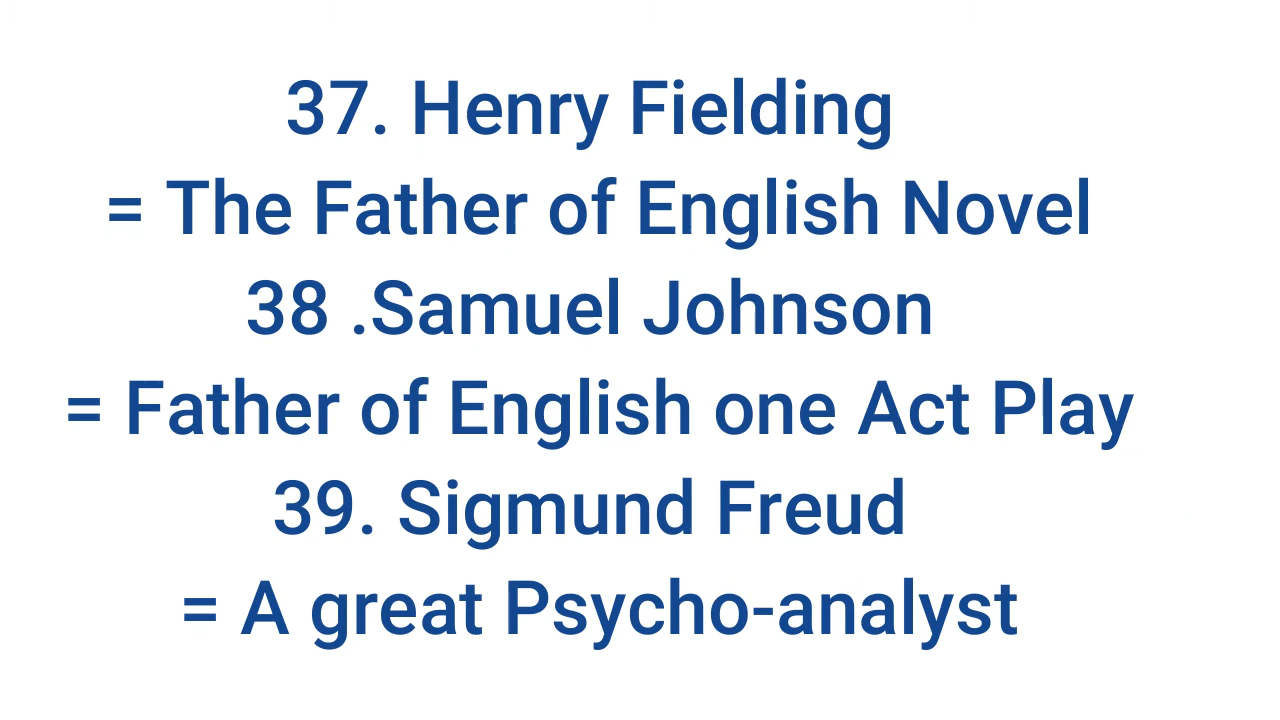 37. Henry Fielding
= The Father of English Novel
38 .Samuel Johnson
= Father of English one Act Play
39. Sigmund Freud
= A great Psycho-analyst